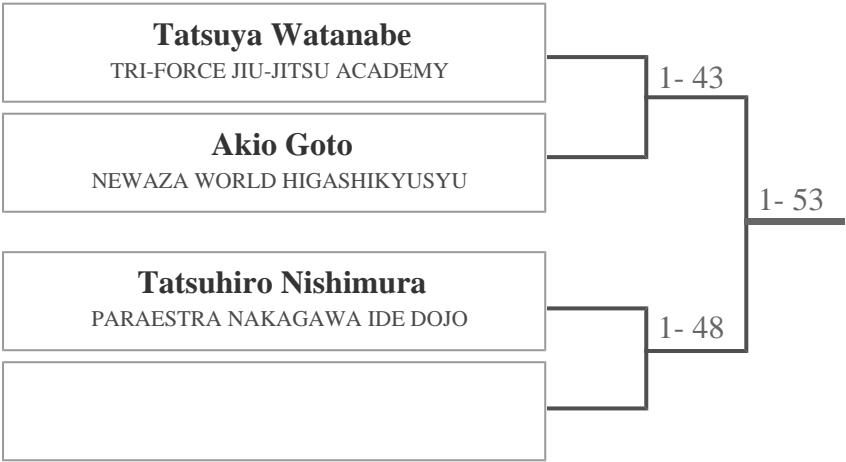 Tatsuya Watanabe
TRI-FORCE JIU-JITSU ACADEMY
1- 43
Akio Goto
NEWAZA WORLD HIGASHIKYUSYU
1- 53
Tatsuhiro Nishimura
PARAESTRA NAKAGAWA IDE DOJO
1- 48